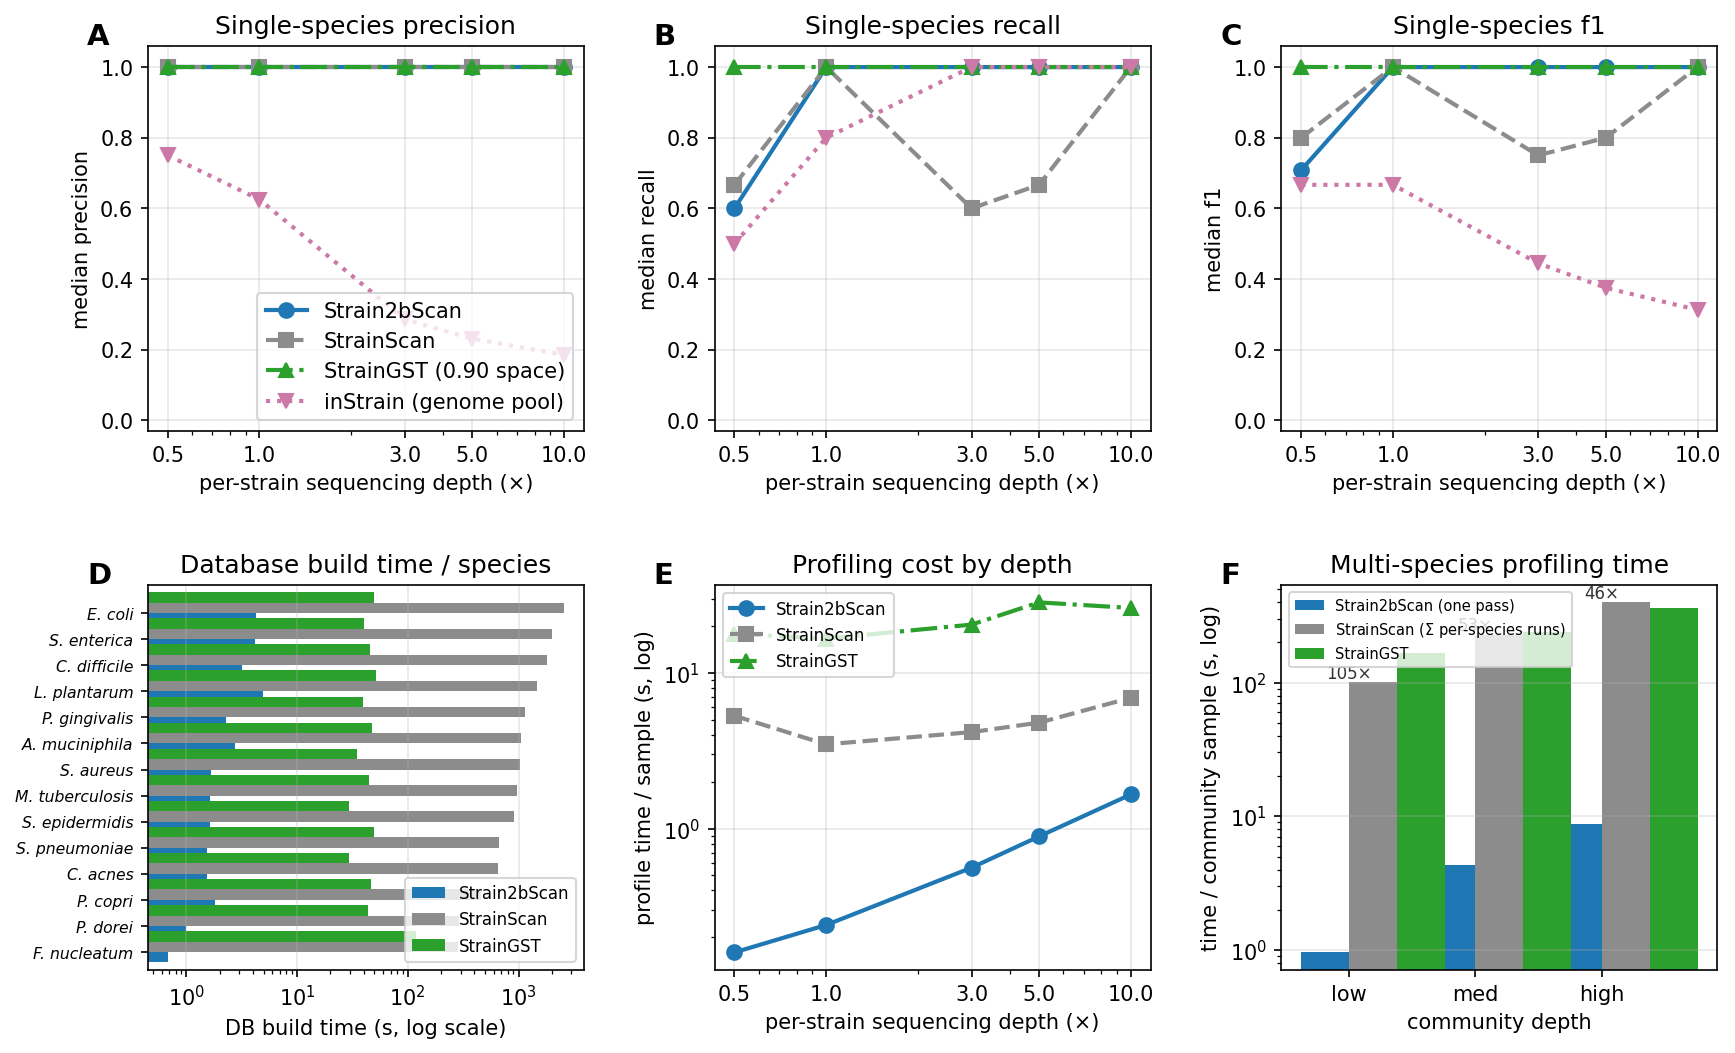 A
Single-species precision
median precision
1.0
0.8
0.6
0.4
0.2
0.0
Strain2bScan
StrainScan
StrainGST (0.90 space)
inStrain (genome pool)
0.5 1.0 3.0 5.0 10.0
per-strain sequencing depth (×)
B
Single-species recall
median recall
1.0
0.8
0.6
0.4
0.2
0.0
0.5 1.0 3.0 5.0 10.0
per-strain sequencing depth (×)
C
Single-species f1
median f1
1.0
0.8
0.6
0.4
0.2
0.0
0.5 1.0 3.0 5.0 10.0
per-strain sequencing depth (×)
D
Database build time / species
E. coli
S. enterica
C. difficile
L. plantarum
P. gingivalis
A. muciniphila
S. aureus
M. tuberculosis
S. epidermidis
S. pneumoniae
C. acnes
P. copri
P. dorei
F. nucleatum
Strain2bScan
StrainScan
StrainGST
10⁰ 10¹ 10² 10³
DB build time (s, log scale)
E
Profiling cost by depth
profile time / sample (s, log)
Strain2bScan
StrainScan
StrainGST
10¹
10⁰
0.5 1.0 3.0 5.0 10.0
per-strain sequencing depth (×)
F
Multi-species profiling time
time / community sample (s, log)
46×
Strain2bScan (one pass)
53×
StrainScan (Σ per-species runs)
StrainGST
105×
10²
10¹
10⁰
low med high
community depth